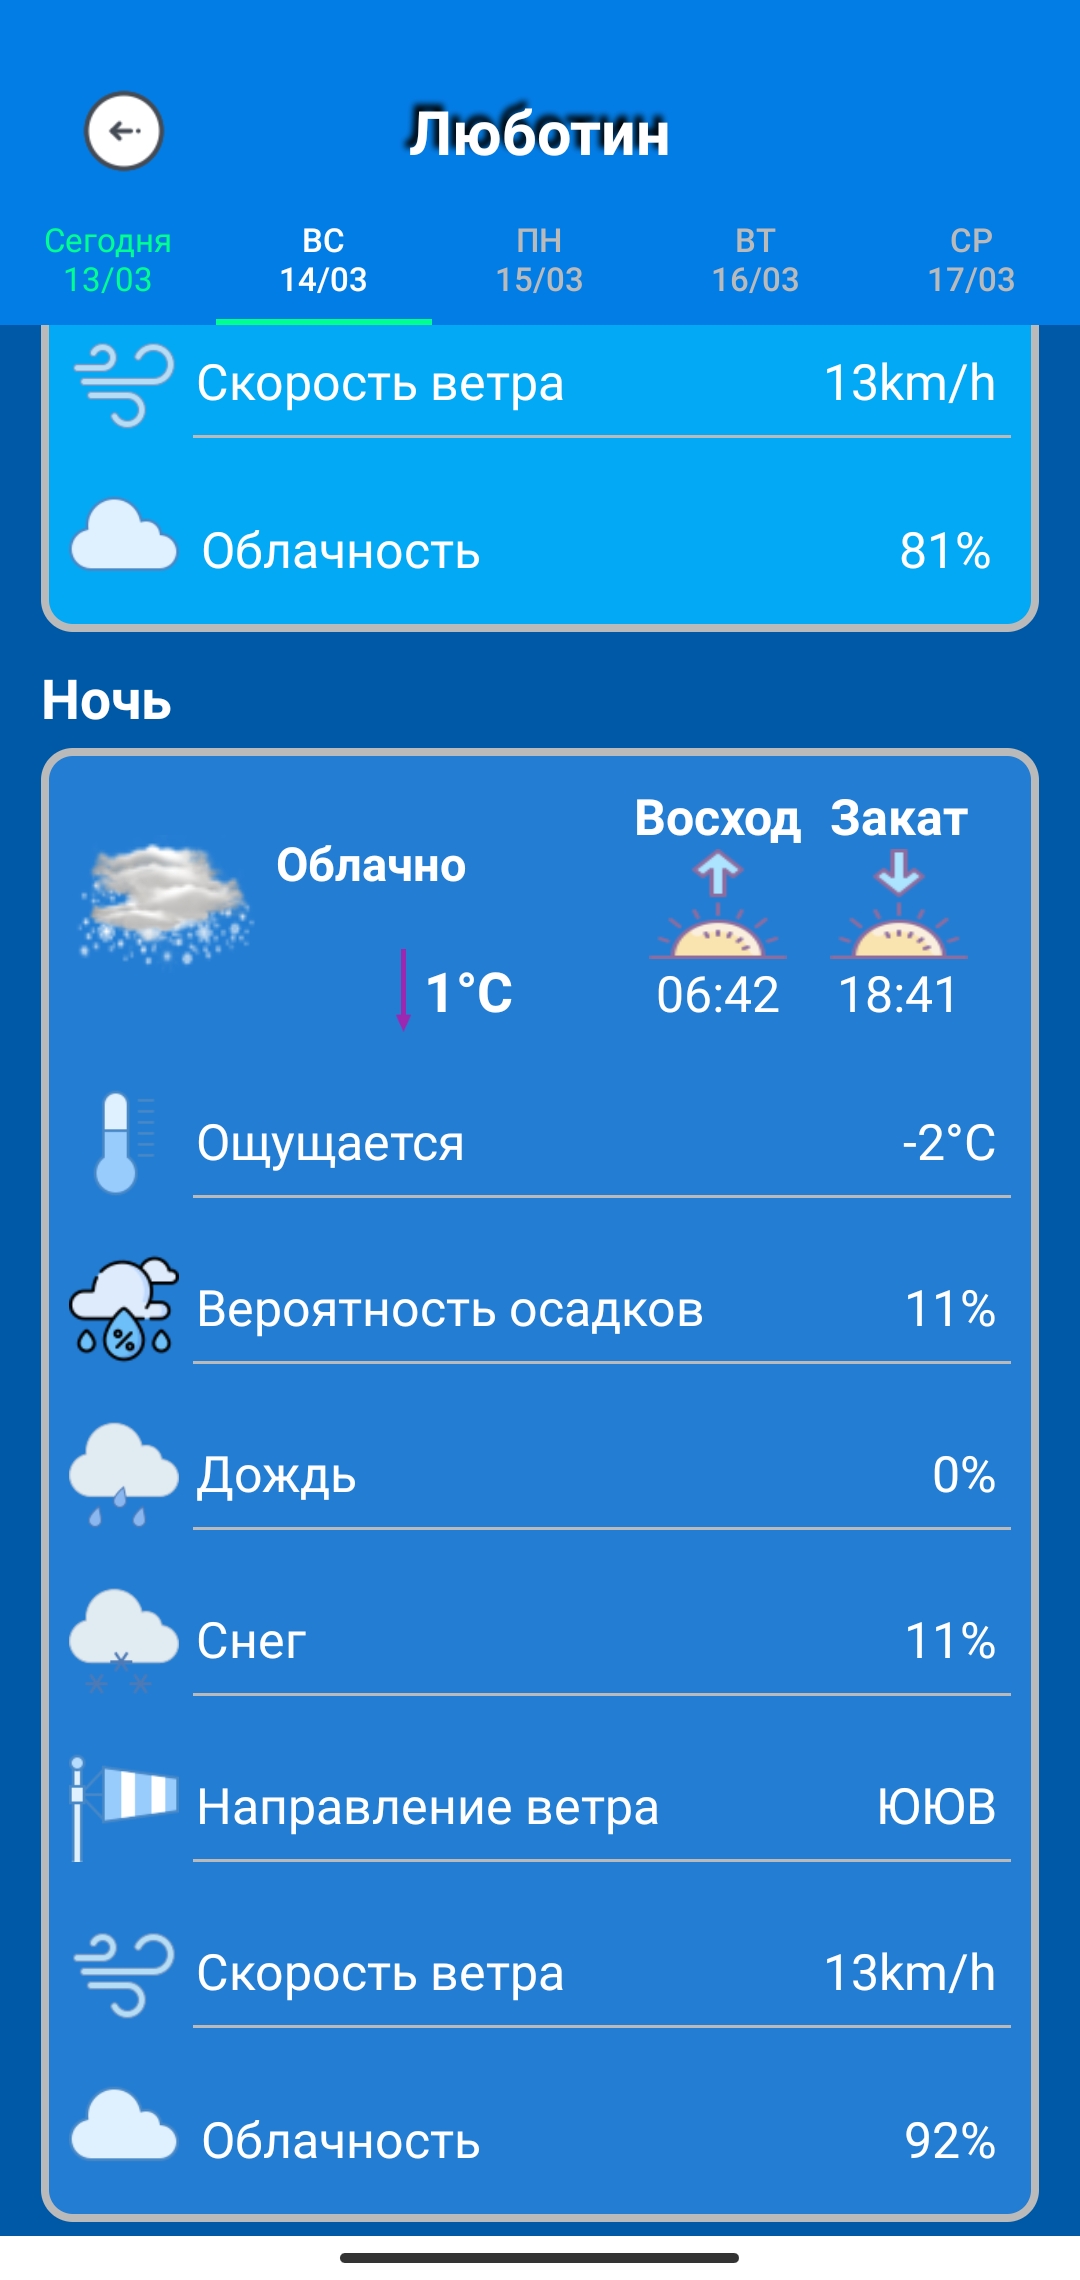 Люботин
Сегодня ВС ПН ВТ СР
13/03 14/03 15/03 16/03 17/03
Скорость ветра 13km/h
Облачность 81%
Ночь
Восход Закат
Облачно
1°C
06:42 18:41
Ощущается -2°C
% Вероятность осадков 11%
Дождь 0%
Снег 11%
Направление ветра ЮЮВ
Скорость ветра 13km/h
Облачность 92%